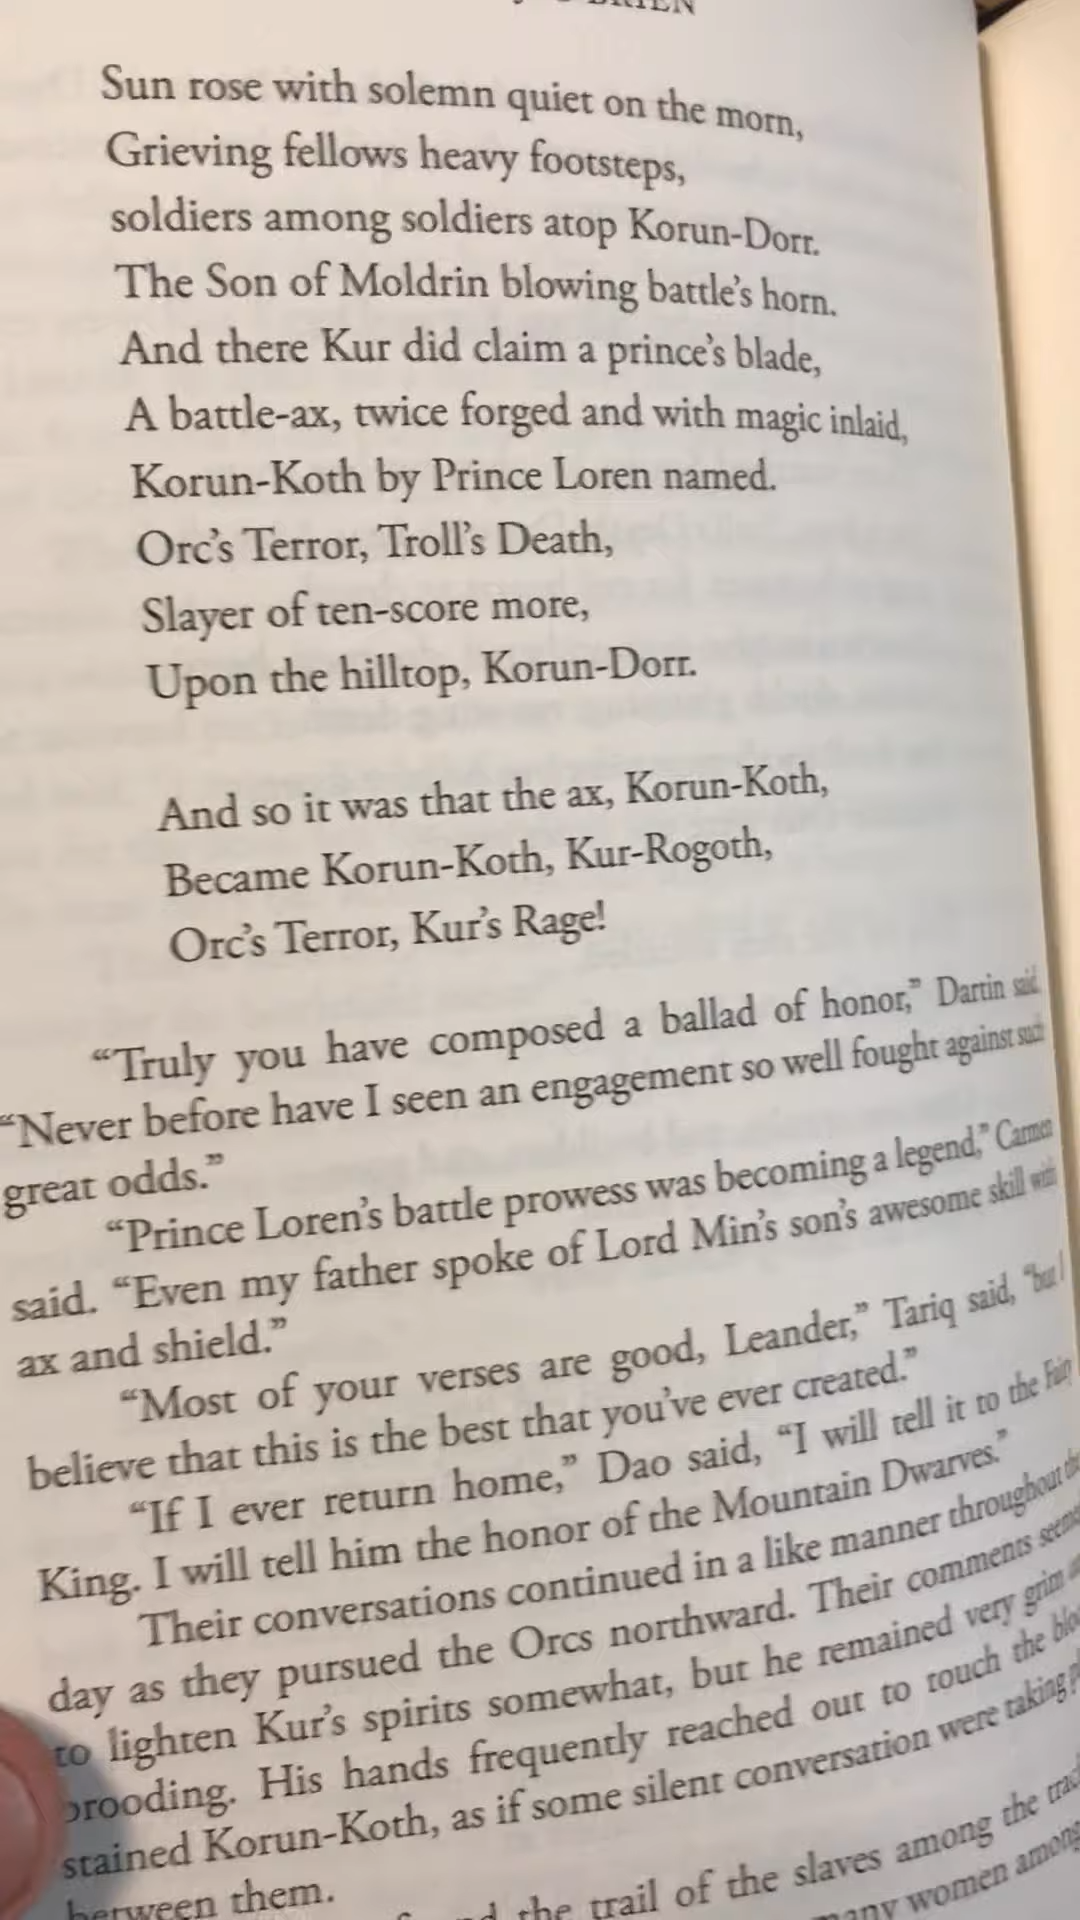 Sun rose with solemn quiet on the morn,
Grieving fellows heavy footsteps,
soldiers among soldiers atop Korun-Dorr.
The Son of Moldrin blowing battle's horn.
And there Kur did claim a prince's blade,
A battle-ax, twice forged and with magic inlaid,
Korun-Koth by Prince Loren named.
Orc's Terror, Troll's Death,
Slayer of ten-score more,
Upon the hilltop, Korun-Dorr.
And so it was that the ax, Korun-Koth,
Became Korun-Koth, Kur-Rogoth,
Orc's Terror, Kur's Rage!
“Truly you have composed a ballad of honor,” Dartin said.
“Never before have I seen an engagement so well fought against such
great odds.”
“Prince Loren's battle prowess was becoming a legend,” Carmen
said. “Even my father spoke of Lord Min's son's awesome skill with
ax and shield.”
“Most of your verses are good, Leander,” Tariq said, “but I
believe that this is the best that you've ever created.”
“If I ever return home,” Dao said, “I will tell it to the Fairy
King. I will tell him the honor of the Mountain Dwarves.”
Their conversations continued in a like manner throughout the
day as they pursued the Orcs northward. Their comments
to lighten Kur's spirits somewhat, but he remained very grim
brooding. His hands frequently reached out to touch the
stained Korun-Koth, as if some silent conversation were taking
between them.
the trail of the slaves among the
many women among